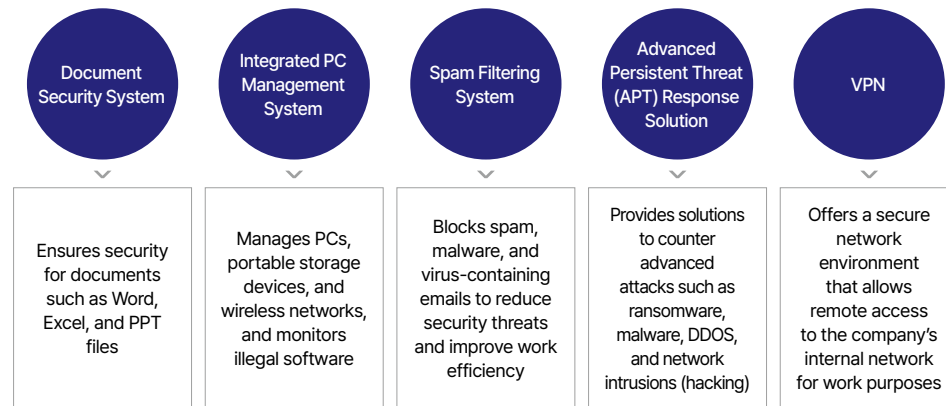 Document
Security System
Integrated PC
Management
System
Spam Filtering
System
Advanced
Persistent Threat
(APT) Response
Solution
VPN
Ensures security
for documents
such as Word,
Excel, and PPT
files
Manages PCs,
portable storage
devices, and
wireless networks,
and monitors
illegal software
Blocks spam,
malware, and
virus-containing
emails to reduce
security threats
and improve work
efficiency
Provides solutions
to counter
advanced
attacks such as
ransomware,
malware, DDOS,
and network
intrusions (hacking)
Offers a secure
network
environment
that allows
remote access
to the company’s
internal network
for work purposes